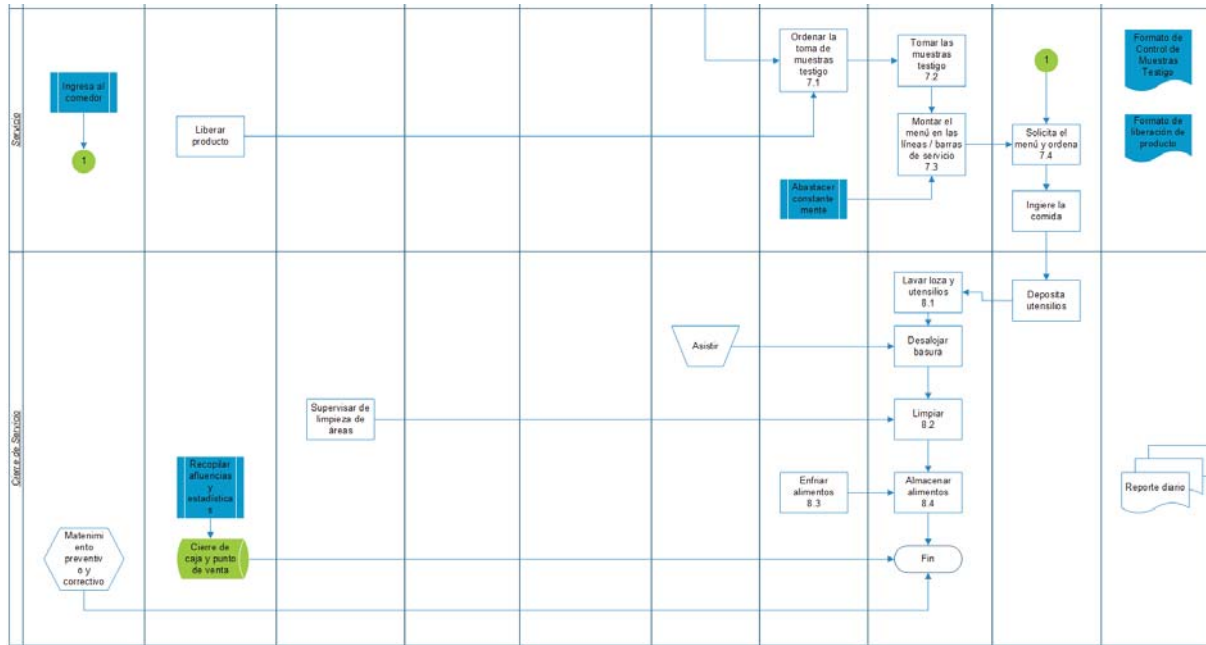 Servicio
Ingresa al
comedor
1
Liberar
producto
Ordenar la
toma de
muestras
testigo
7.1
Tomar las
muestras
testigo
7.2
Montar el
menú en las
líneas / barras
de servicio
7.3
Abastecer
constante
mente
1
Solicita el
menú y ordena
7.4
Ingiere la
comida
Formato de
Control de
Muestras
Testigo
Formato de
liberación de
producto
Cierre de Servicio
Lavar loza y
utensilios
8.1
Deposita
utensilios
Asistir
Desalojar
basura
Supervisar de
limpieza de
áreas
Limpiar
8.2
Recopilar
afluencias
y
estadística
s
Enfriar
alimentos
8.3
Almacenar
alimentos
8.4
Reporte diario
Matenimi
ento
preventiv
o y
correctivo
Cierre de
caja y punto
de venta
Fin